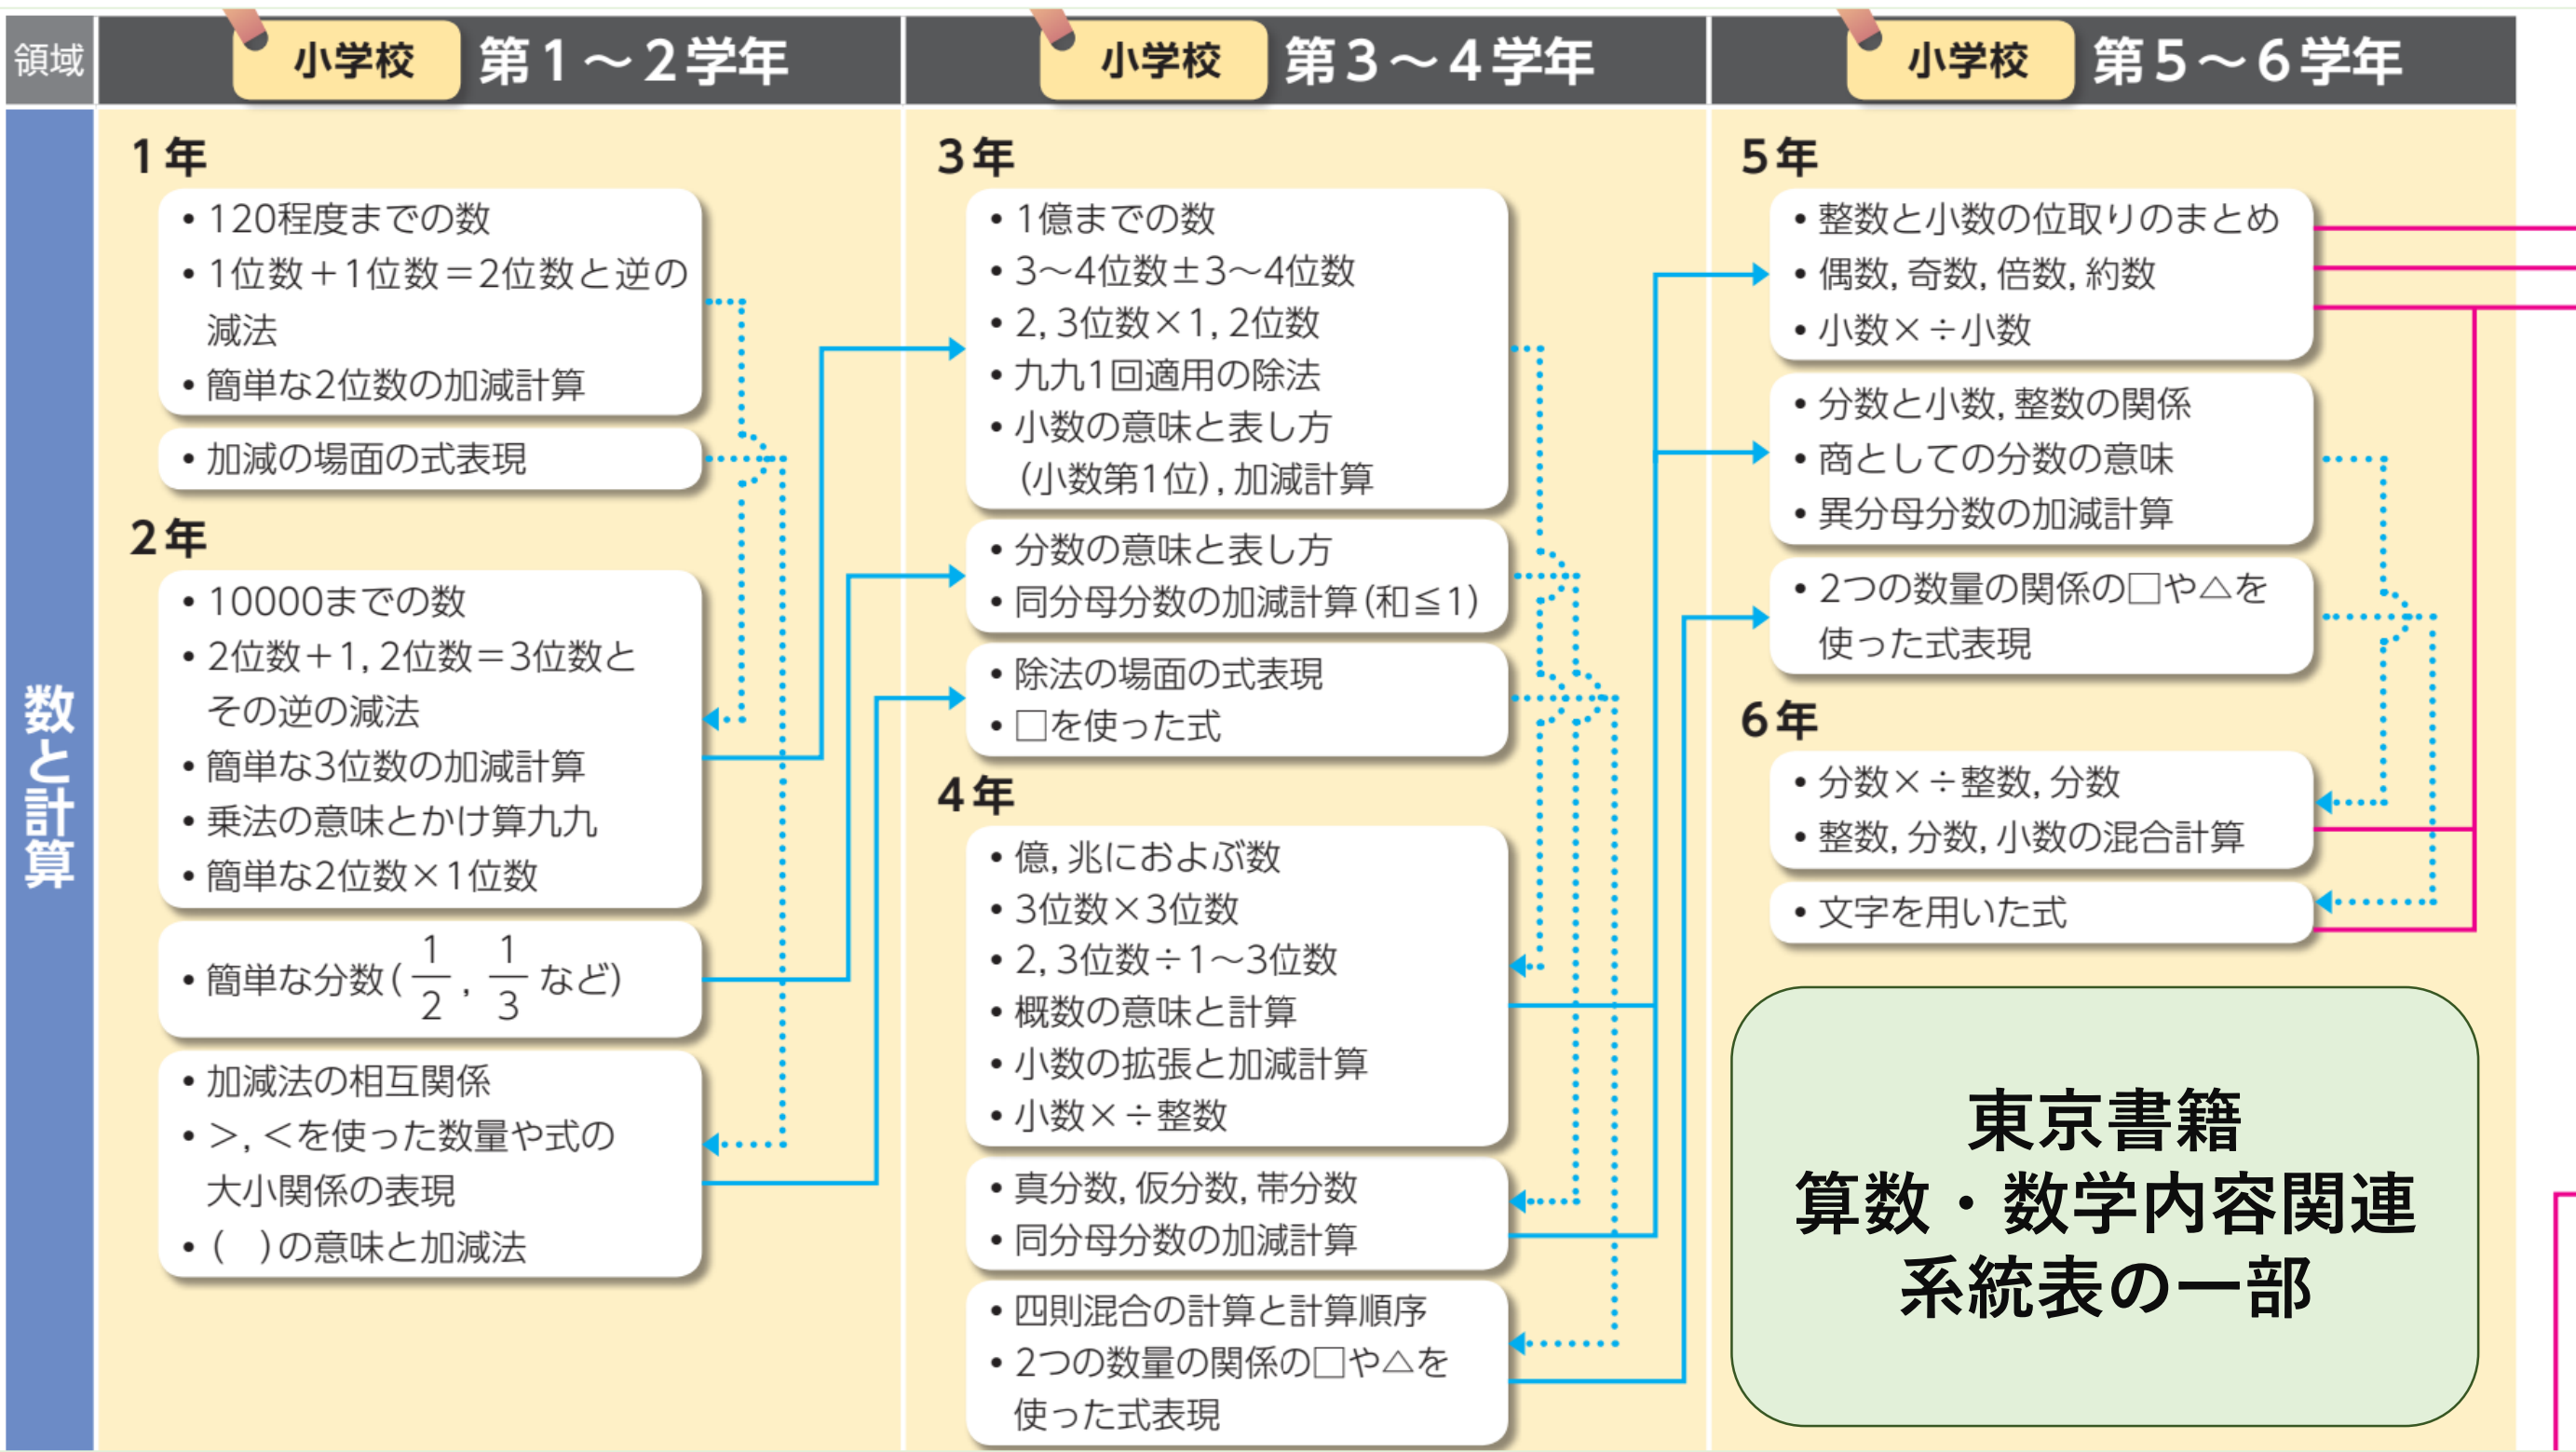 領域
小学校 第1～2学年
小学校 第3～4学年
小学校 第5～6学年
数と計算
1年
・120程度までの数
・1位数＋1位数＝2位数と逆の
減法
・簡単な2位数の加減計算
・加減の場面の式表現
2年
・10000までの数
・2位数＋1, 2位数＝3位数と
その逆の減法
・簡単な3位数の加減計算
・乗法の意味とかけ算九九
・簡単な2位数×1位数
・簡単な分数(1/2, 1/3など)
・加減法の相互関係
・＞,＜を使った数量や式の
大小関係の表現
・(　)の意味と加減法
3年
・1億までの数
・3～4位数±3～4位数
・2, 3位数×1, 2位数
・九九1回適用の除法
・小数の意味と表し方
(小数第1位), 加減計算
・分数の意味と表し方
・同分母分数の加減計算(和≦1)
・除法の場面の式表現
・□を使った式
4年
・億, 兆におよぶ数
・3位数×3位数
・2, 3位数÷1～3位数
・概数の意味と計算
・小数の拡張と加減計算
・小数×÷整数
・真分数, 仮分数, 帯分数
・同分母分数の加減計算
・四則混合の計算と計算順序
・2つの数量の関係の□や△を
使った式表現
5年
・整数と小数の位取りのまとめ
・偶数, 奇数, 倍数, 約数
・小数×÷小数
・分数と小数, 整数の関係
・商としての分数の意味
・異分母分数の加減計算
・2つの数量の関係の□や△を
使った式表現
6年
・分数×÷整数, 分数
・整数, 分数, 小数の混合計算
・文字を用いた式
東京書籍
算数・数学内容関連
系統表の一部